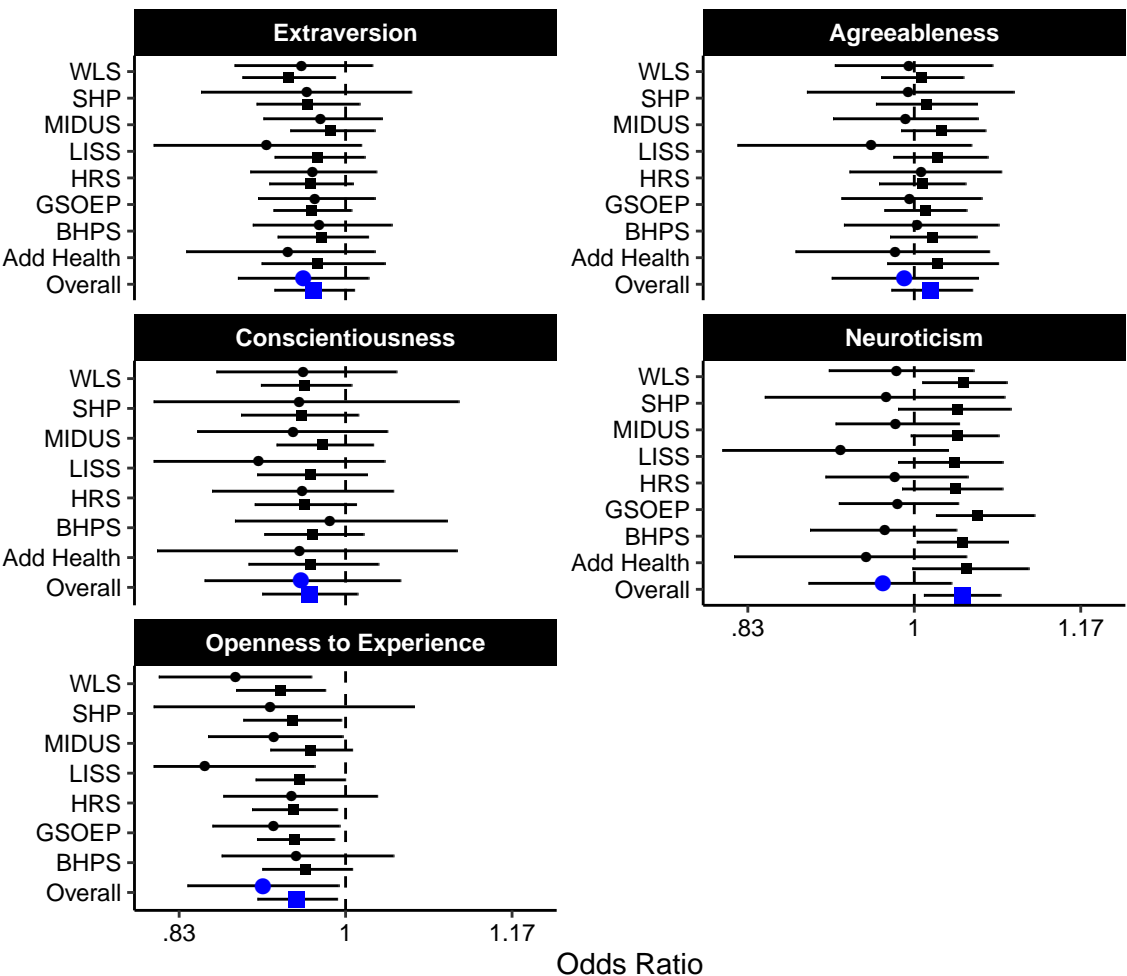 Extraversion
WLS
SHP
MIDUS
LISS
HRS
GSOEP
BHPS
Add Health
Overall
Agreeableness
WLS
SHP
MIDUS
LISS
HRS
GSOEP
BHPS
Add Health
Overall
Conscientiousness
WLS
SHP
MIDUS
LISS
HRS
BHPS
Add Health
Overall
Neuroticism
WLS
SHP
MIDUS
LISS
HRS
GSOEP
BHPS
Add Health
Overall
.83 1 1.17
Openness to Experience
WLS
SHP
MIDUS
LISS
HRS
GSOEP
BHPS
Overall
.83 1 1.17
Odds Ratio